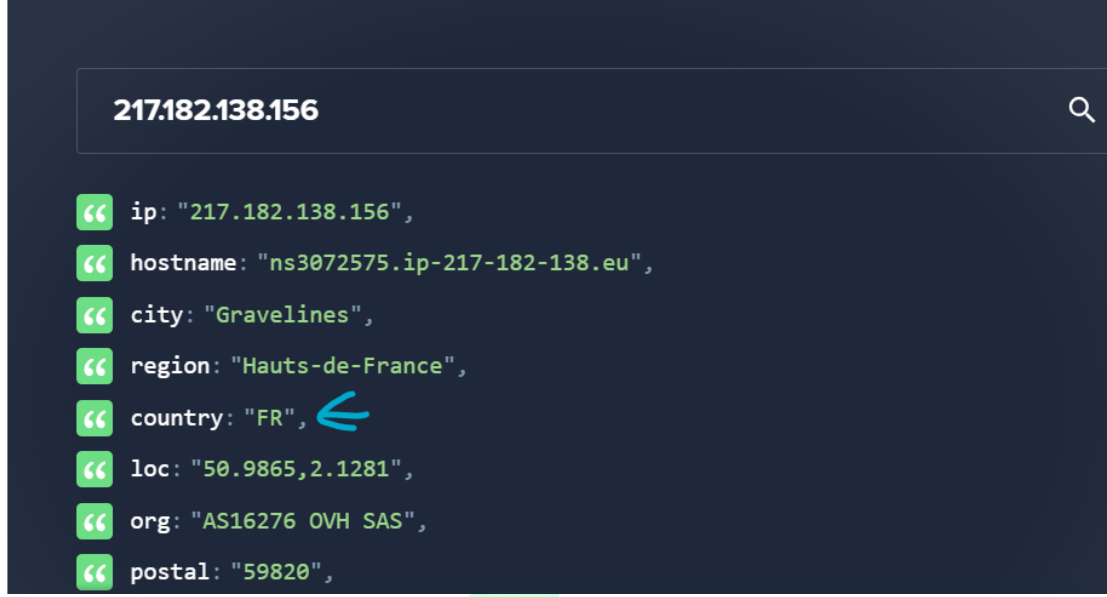 217.182.138.156
ip: "217.182.138.156",
hostname: "ns3072575.ip-217-182-138.eu",
city: "Gravelines",
region: "Hauts-de-France",
country: "FR",
loc: "50.9865,2.1281",
org: "AS16276 OVH SAS",
postal: "59820",